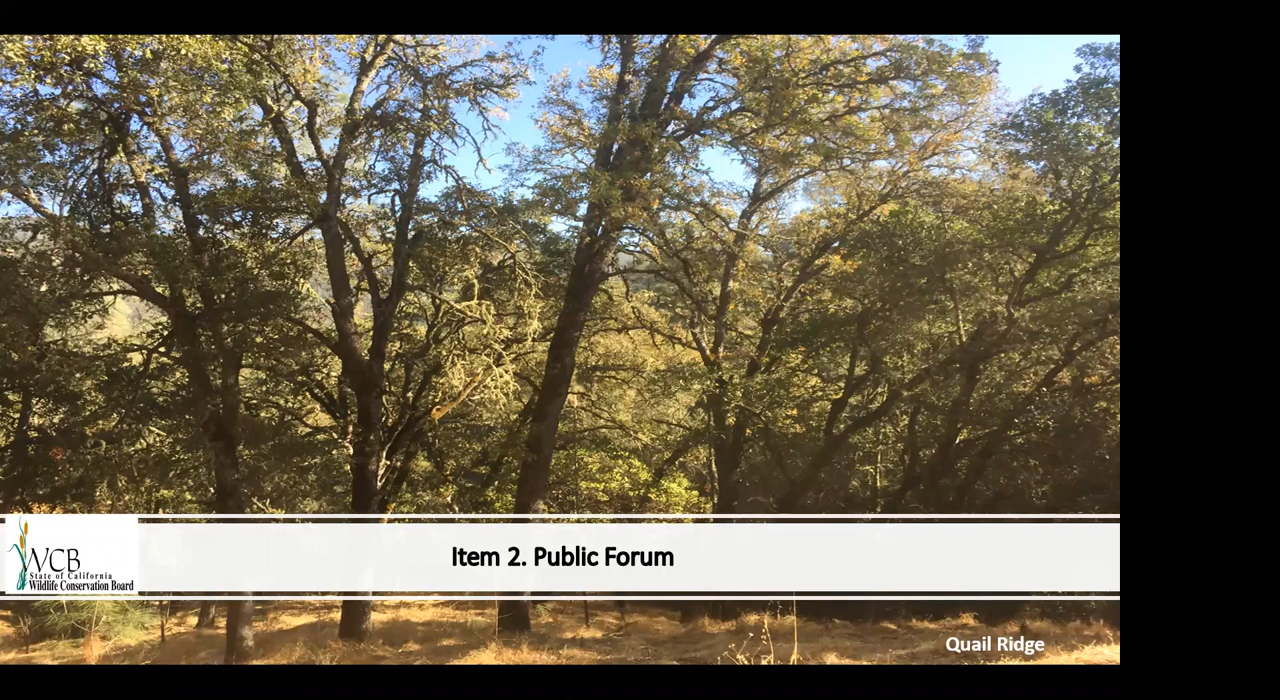 Item 2. Public Forum
WCB
State of California
Wildlife Conservation Board
Quail Ridge